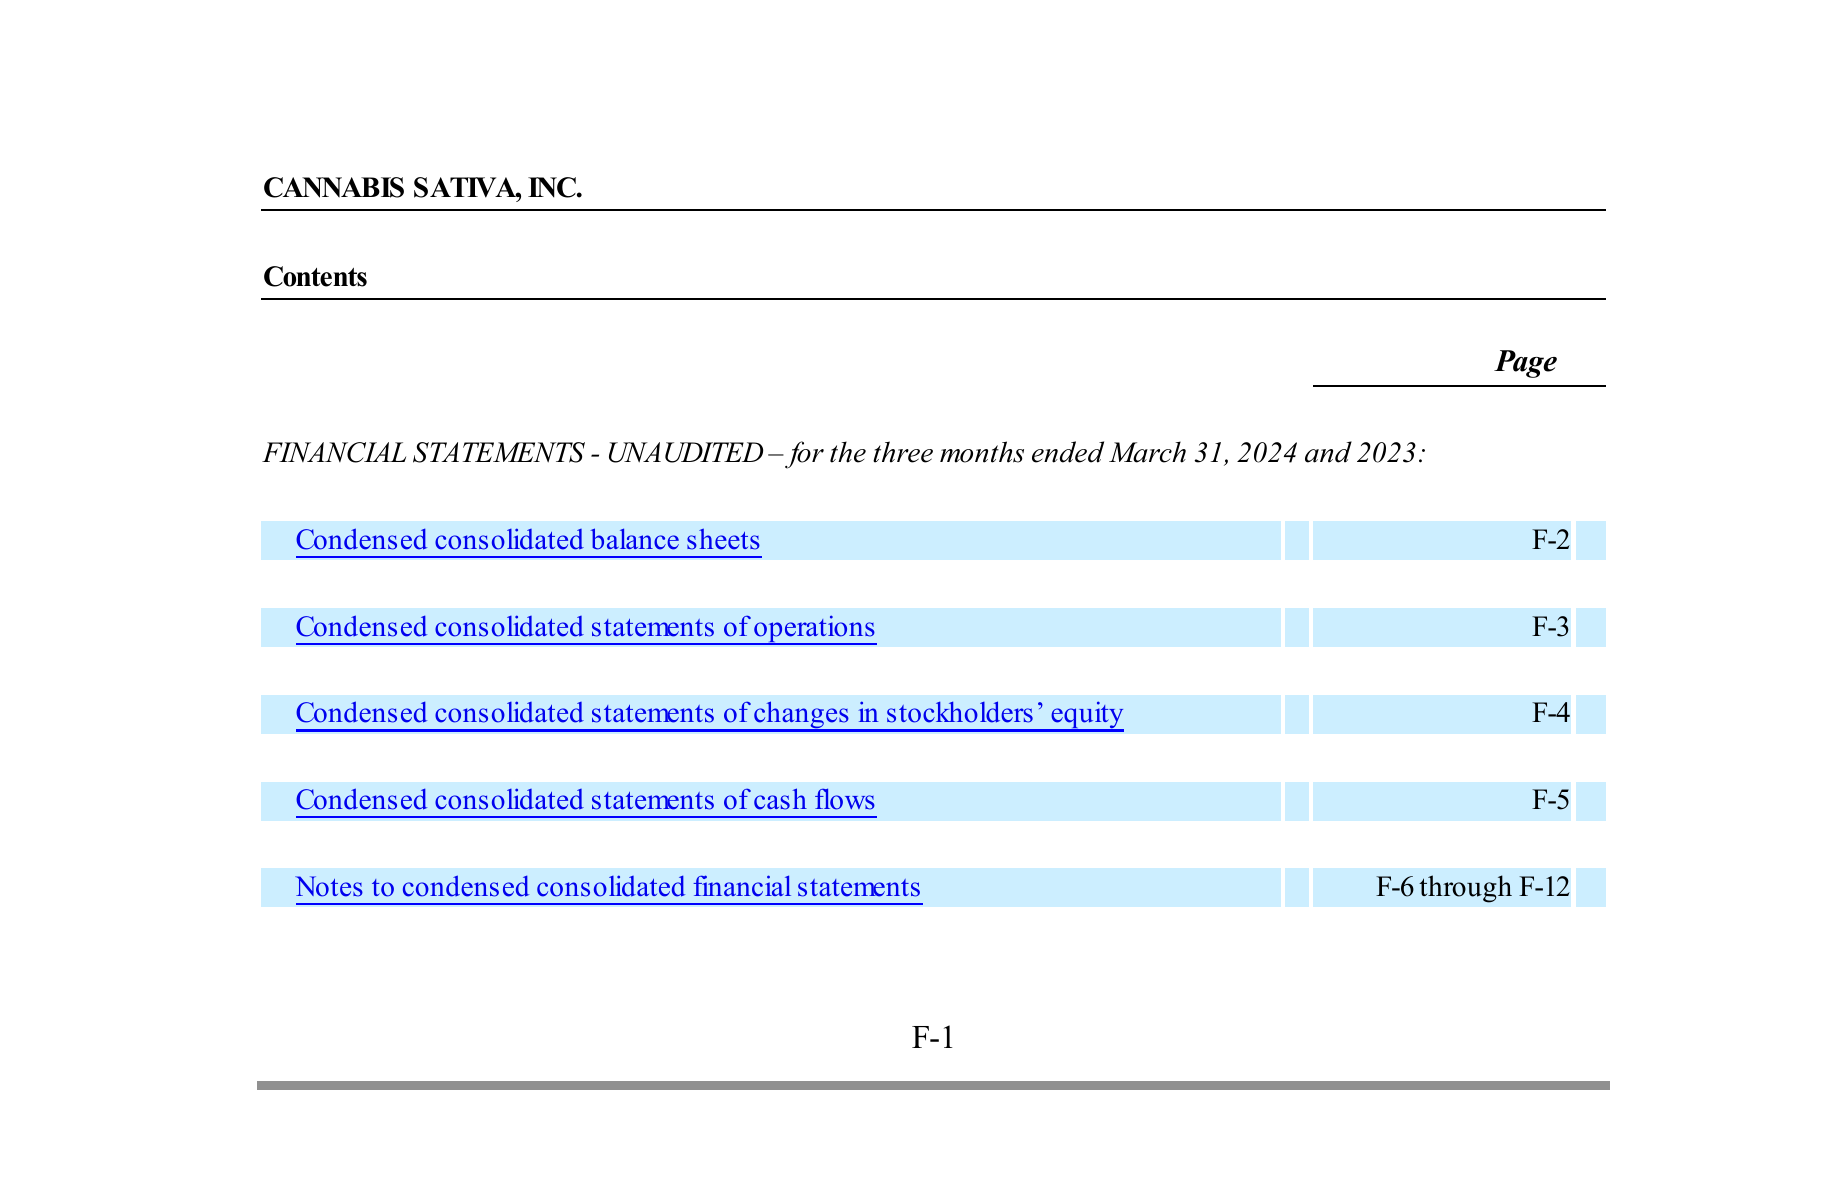 CANNABIS SATIVA, INC.
Contents
Page
FINANCIAL STATEMENTS - UNAUDITED – for the three months ended March 31, 2024 and 2023:
Condensed consolidated balance sheets F-2
Condensed consolidated statements of operations F-3
Condensed consolidated statements of changes in stockholders’ equity F-4
Condensed consolidated statements of cash flows F-5
Notes to condensed consolidated financial statements F-6 through F-12
F-1